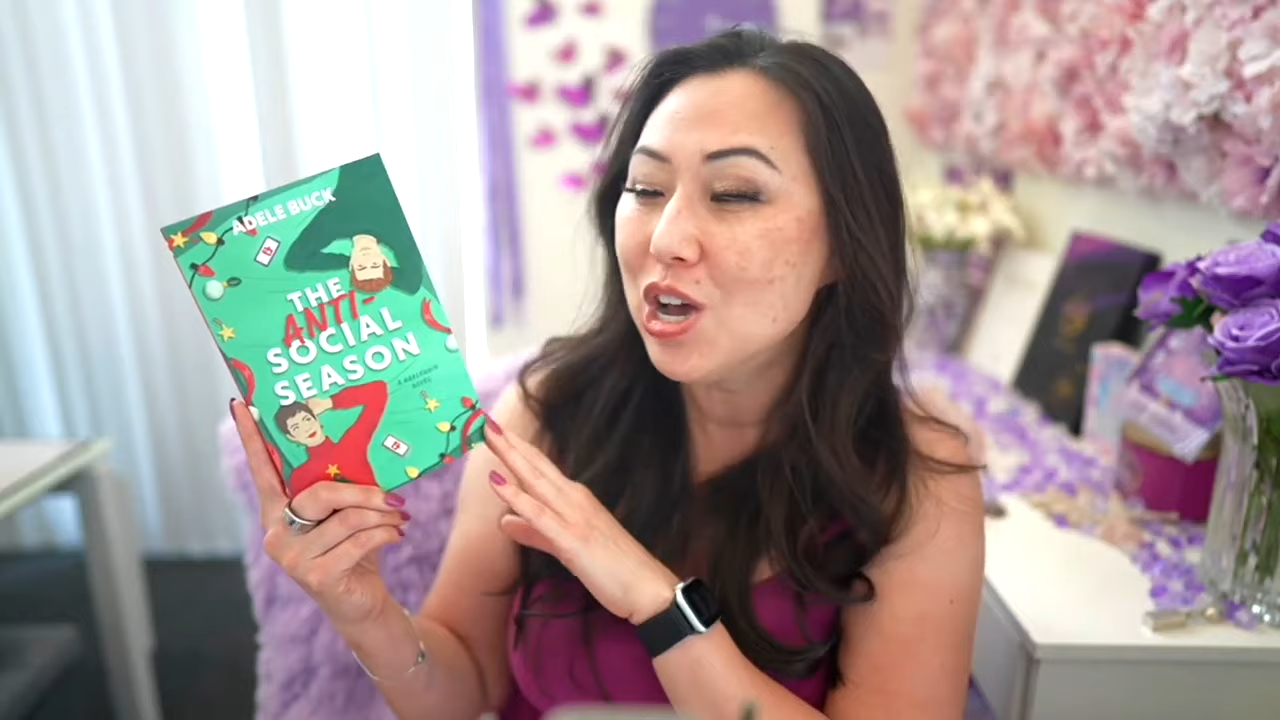 ADELE BUCK
THE
ANTI-
SOCIAL
SEASON
A HARLEQUIN
NOVEL